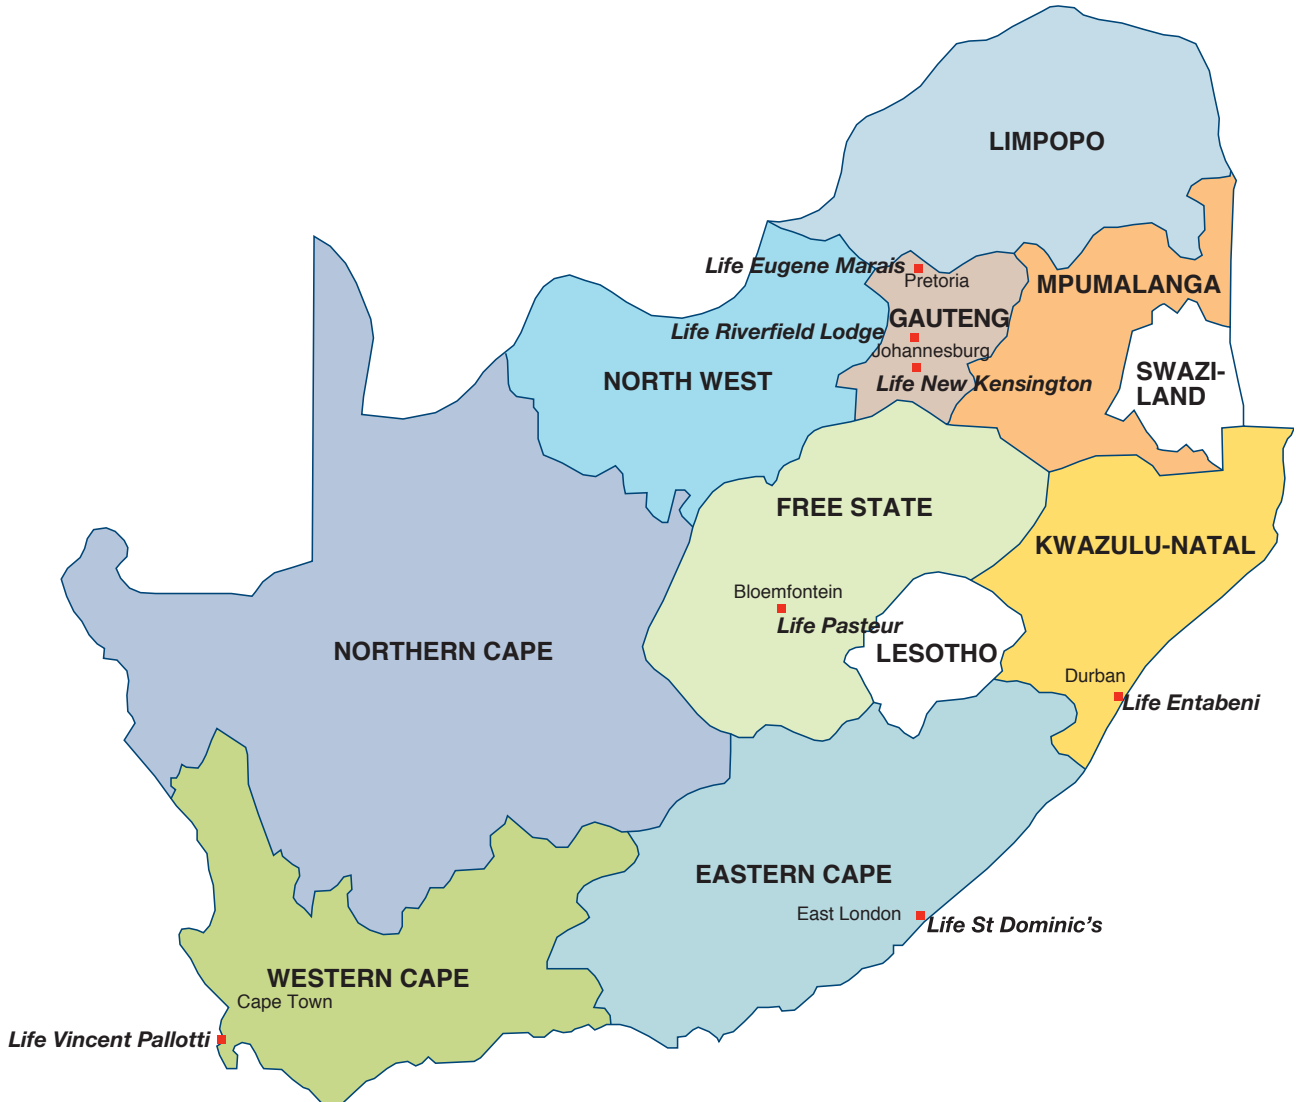 LIMPOPO
Life Eugene Marais
Pretoria
MPUMALANGA
GAUTENG
Life Riverfield Lodge
Johannesburg
NORTH WEST
Life New Kensington
SWAZI-
LAND
FREE STATE
KWAZULU-NATAL
Bloemfontein
Life Pasteur
NORTHERN CAPE
LESOTHO
Durban
Life Entabeni
EASTERN CAPE
East London
Life St Dominic’s
WESTERN CAPE
Cape Town
Life Vincent Pallotti